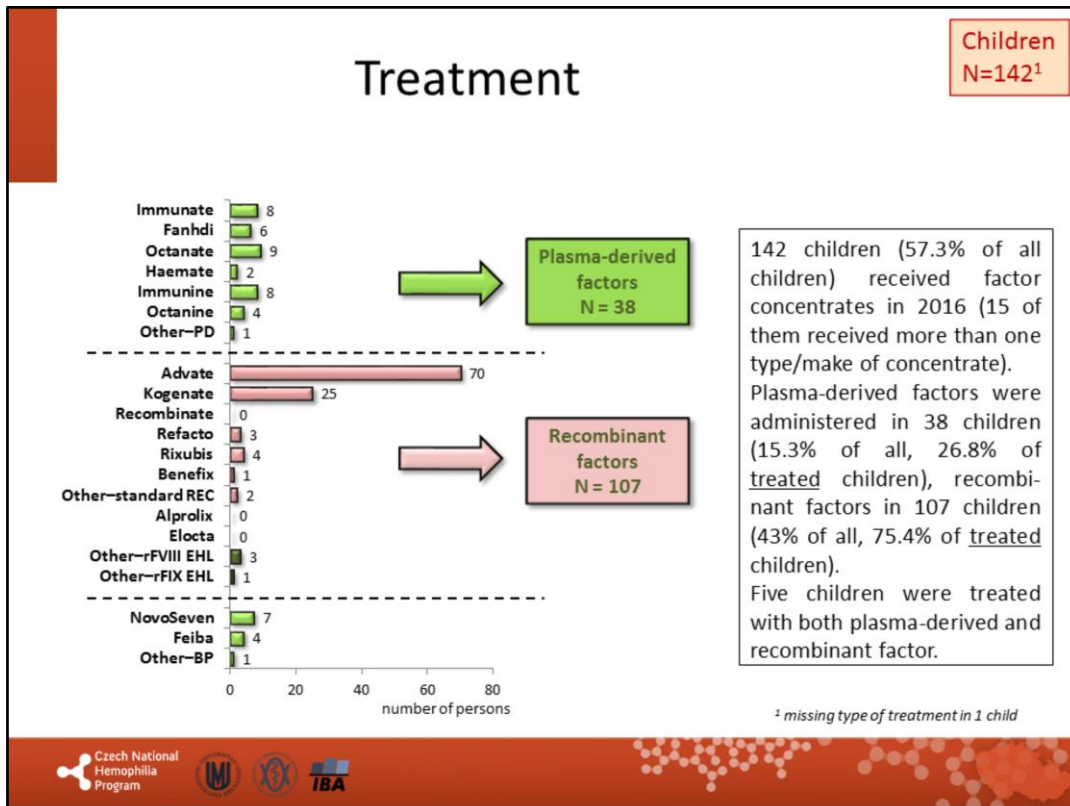 Children
N=142¹
Treatment
Immunate 8
Fanhdi 6
Octanate 9
Haemate 2
Immunine 8
Octanine 4
Other–PD 1
Plasma-derived
factors
N = 38
Advate 70
Kogenate 25
Recombinate 0
Refacto 3
Rixubis 4
Benefix 1
Other–standard REC 2
Alprolix 0
Elocta 0
Other–rFVIII EHL 3
Other–rFIX EHL 1
Recombinant
factors
N = 107
NovoSeven 7
Feiba 4
Other–BP 1
0 20 40 60 80
number of persons
142 children (57.3% of all
children) received factor
concentrates in 2016 (15 of
them received more than one
type/make of concentrate).
Plasma-derived factors were
administered in 38 children
(15.3% of all, 26.8% of
treated children), recombi-
nant factors in 107 children
(43% of all, 75.4% of treated
children).
Five children were treated
with both plasma-derived and
recombinant factor.
¹ missing type of treatment in 1 child
Czech National
Hemophilia
Program
IBA